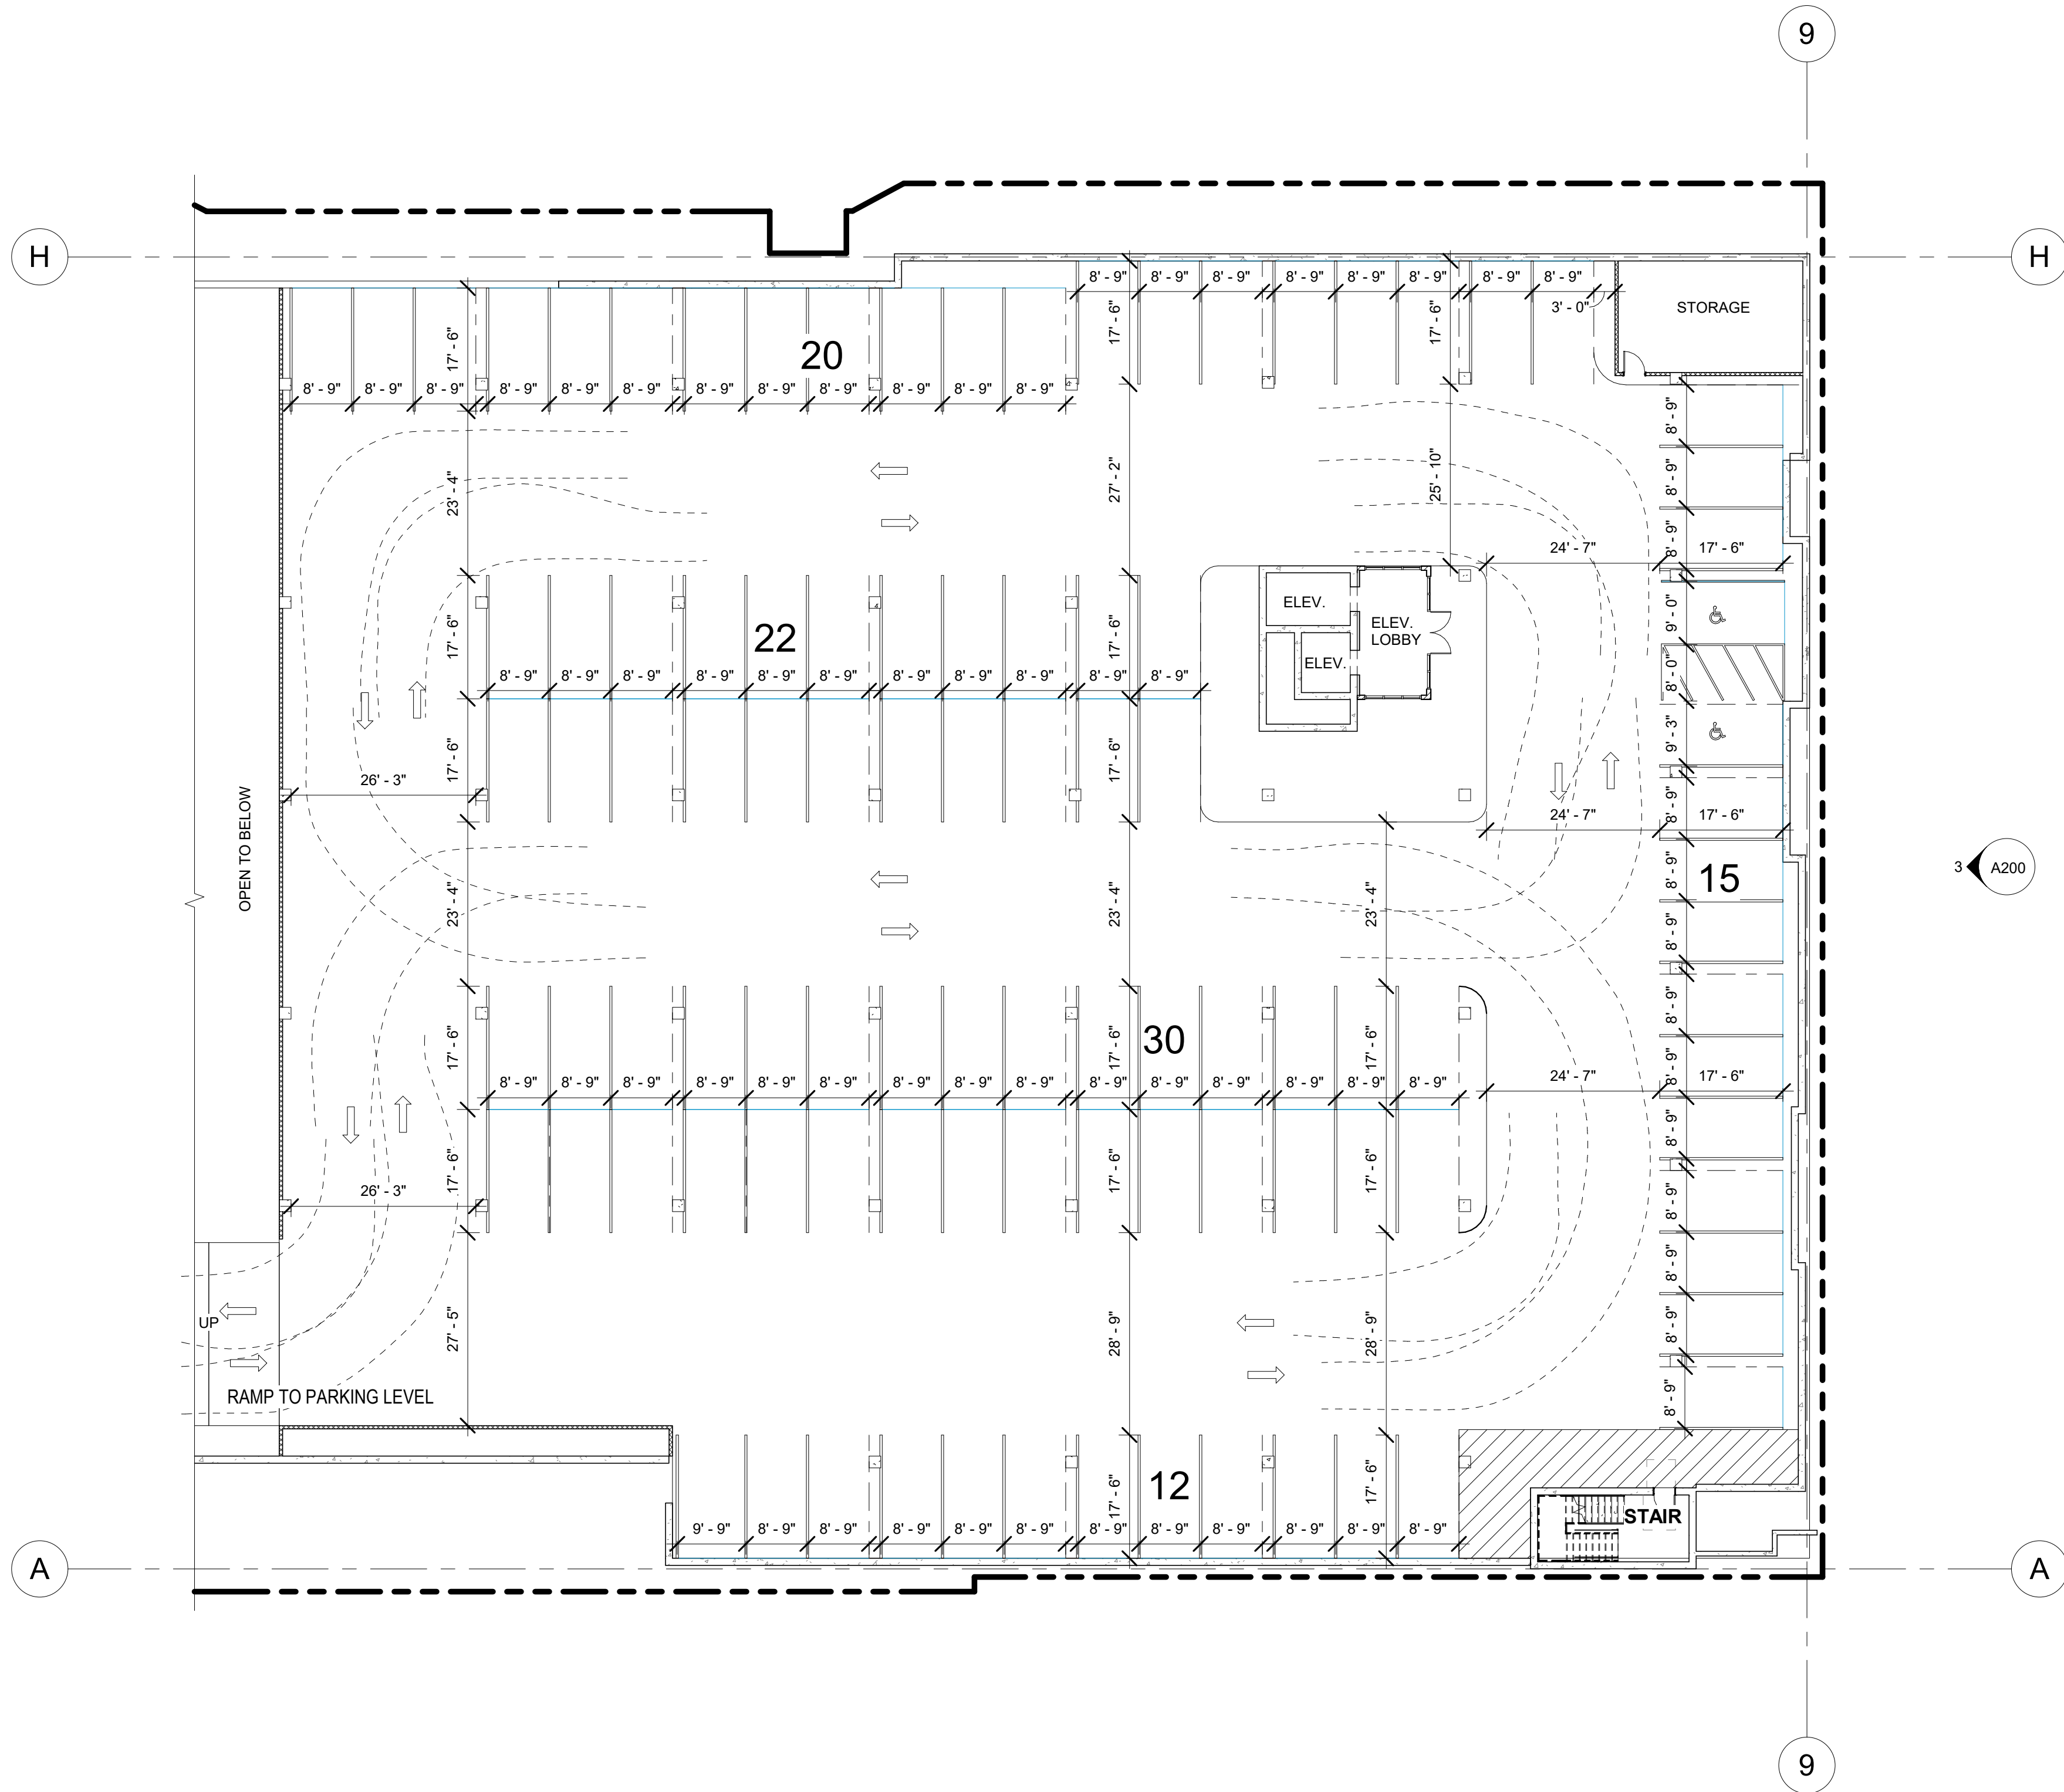 9
H
H
8' - 9" 8' - 9" 8' - 9" 8' - 9" 8' - 9" 8' - 9" 8' - 9" 8' - 9"
3' - 0"
STORAGE
17' - 6"
17' - 6"
17' - 6"
20
8' - 9" 8' - 9" 8' - 9" 8' - 9" 8' - 9" 8' - 9" 8' - 9" 8' - 9" 8' - 9" 8' - 9" 8' - 9" 8' - 9"
8' - 9"
23' - 4"
27' - 2"
25' - 10"
8' - 9"
8' - 9"
24' - 7"
17' - 6"
ELEV.
ELEV.
LOBBY
ELEV.
9' - 0"
17' - 6"
22
17' - 6"
8' - 9" 8' - 9" 8' - 9" 8' - 9" 8' - 9" 8' - 9" 8' - 9" 8' - 9" 8' - 9" 8' - 9" 8' - 9"
8' - 0"
17' - 6"
17' - 6"
9' - 3"
26' - 3"
OPEN TO BELOW
8' - 9"
24' - 7"
17' - 6"
23' - 4"
23' - 4"
23' - 4"
8' - 9"
15
3
A200
8' - 9"
8' - 9"
17' - 6"
17' - 6"
30
17' - 6"
8' - 9" 8' - 9" 8' - 9" 8' - 9" 8' - 9" 8' - 9" 8' - 9" 8' - 9" 8' - 9" 8' - 9" 8' - 9" 8' - 9" 8' - 9" 8' - 9" 8' - 9"
24' - 7"
17' - 6"
8' - 9"
8' - 9"
17' - 6"
17' - 6"
17' - 6"
26' - 3"
8' - 9"
8' - 9"
UP
27' - 5"
28' - 9"
28' - 9"
8' - 9"
RAMP TO PARKING LEVEL
8' - 9"
17' - 6"
12
17' - 6"
9' - 9" 8' - 9" 8' - 9" 8' - 9" 8' - 9" 8' - 9" 8' - 9" 8' - 9" 8' - 9" 8' - 9" 8' - 9" 8' - 9"
STAIR
A
A
9